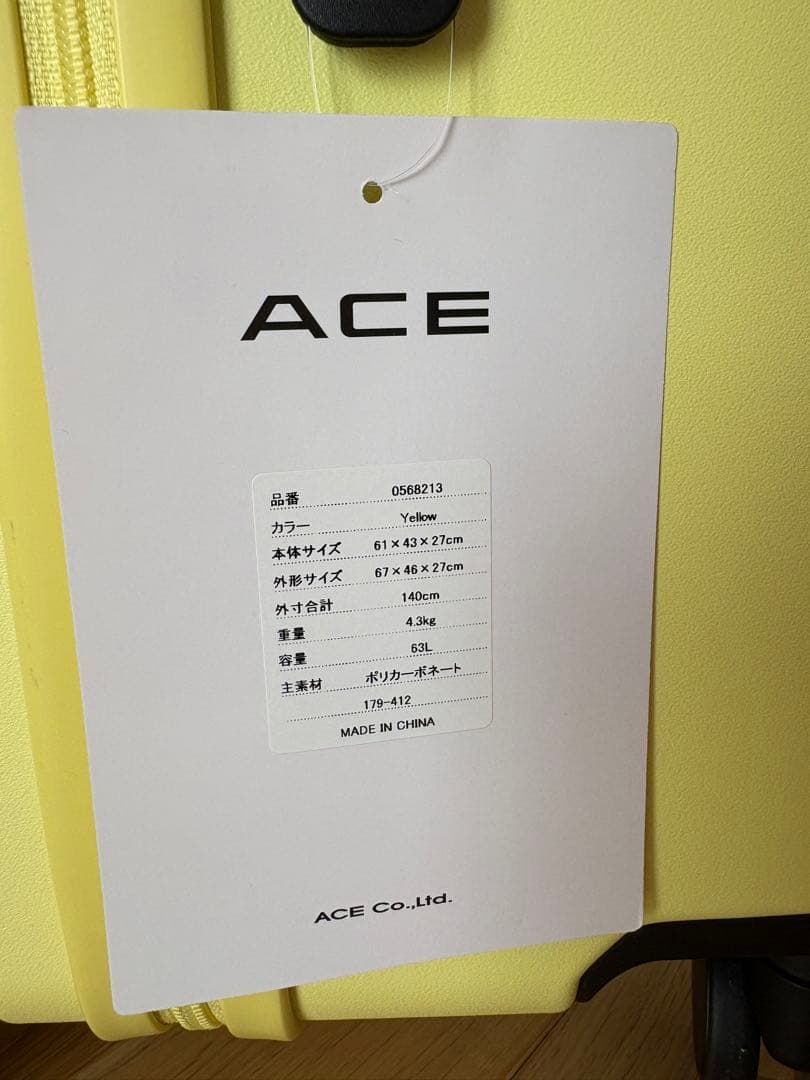 ACE
品番 0568213
カラー Yellow
本体サイズ 61×43×27cm
外形サイズ 67×46×27cm
外寸合計 140cm
重量 4.3kg
容量 63L
主素材 ポリカーボネート
179-412
MADE IN CHINA
ACE Co.,Ltd.